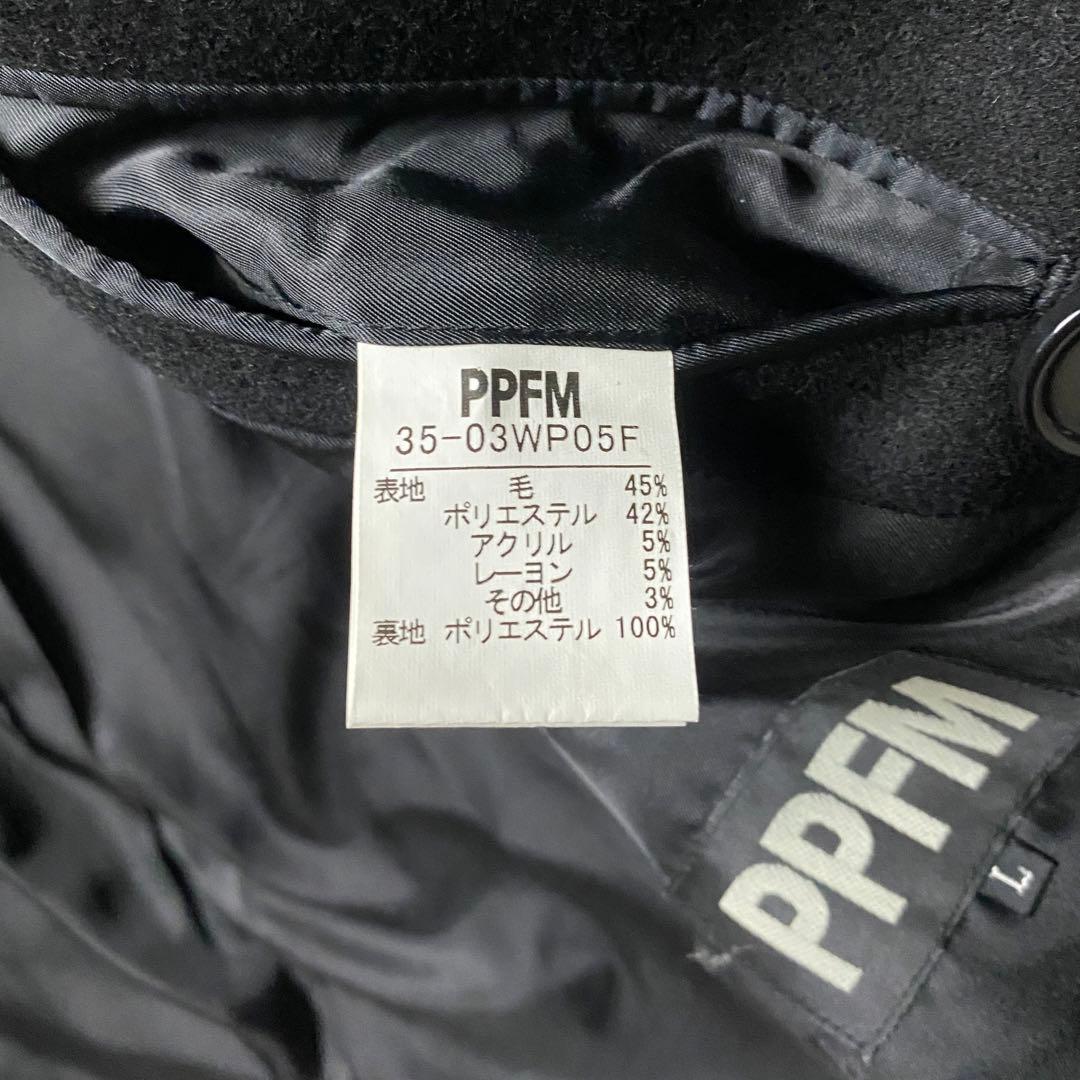 PPFM
35-03WP05F
表地 毛 45%
ポリエステル 42%
アクリル 5%
レーヨン 5%
その他 3%
裏地 ポリエステル 100%
PPFM
L